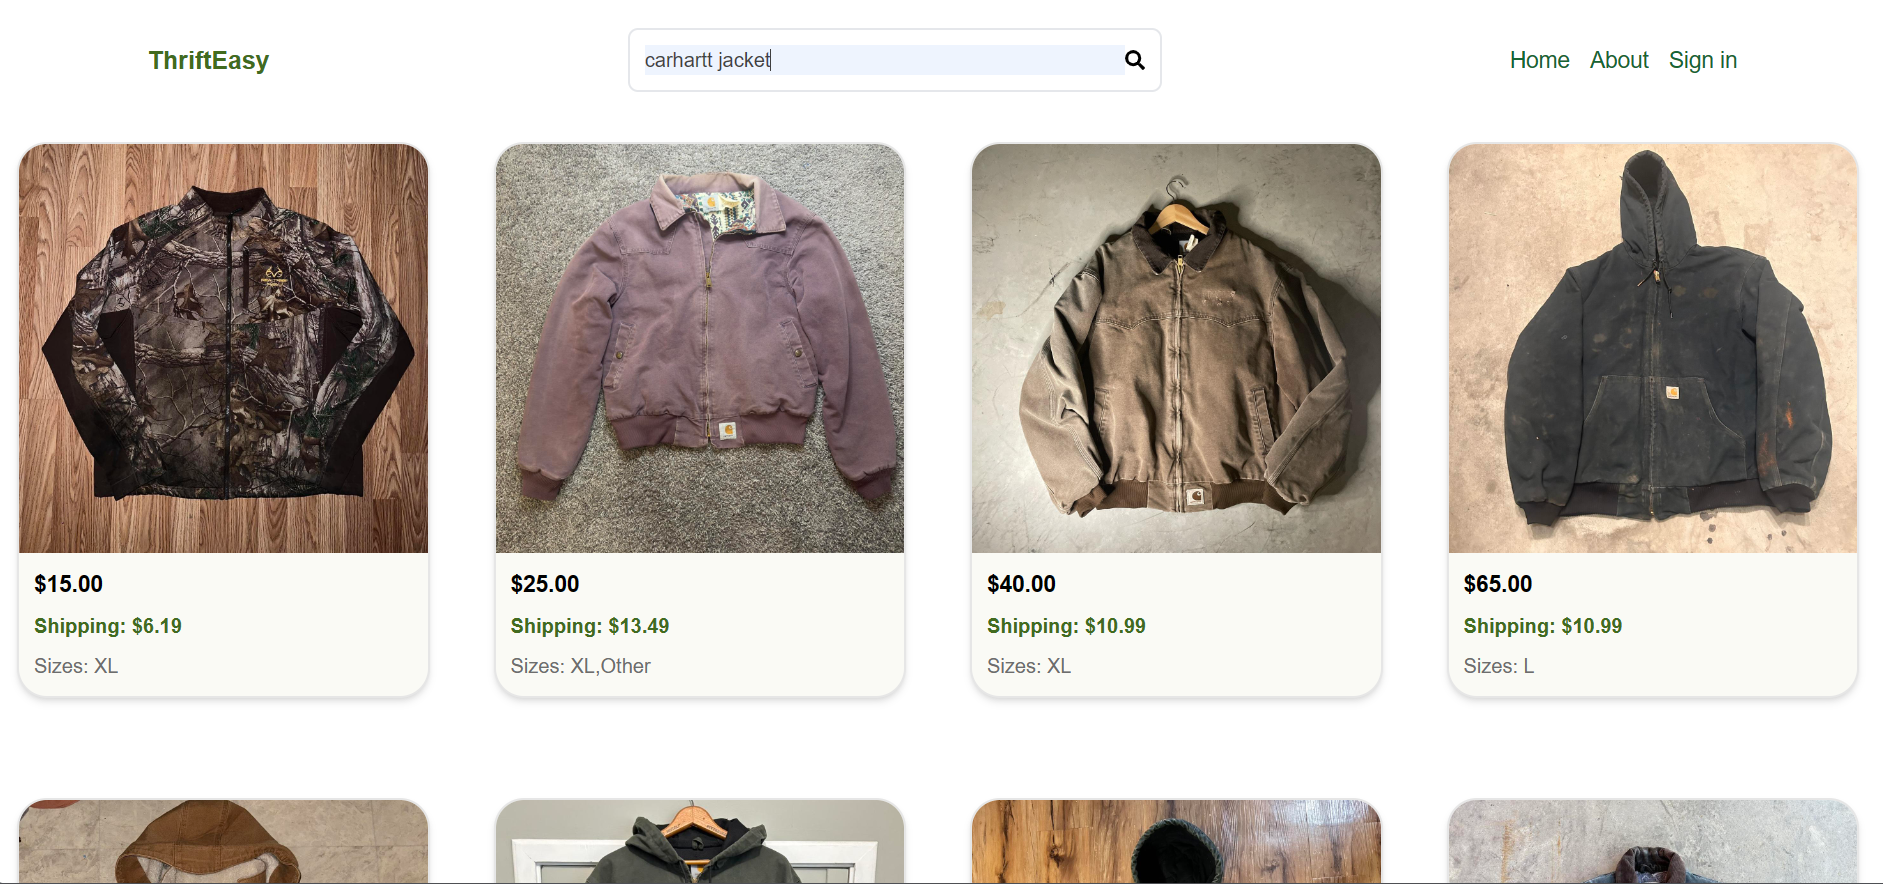 ThriftEasy
carhartt jacket
Home About Sign in
$15.00
Shipping: $6.19
Sizes: XL
$25.00
Shipping: $13.49
Sizes: XL,Other
$40.00
Shipping: $10.99
Sizes: XL
$65.00
Shipping: $10.99
Sizes: L